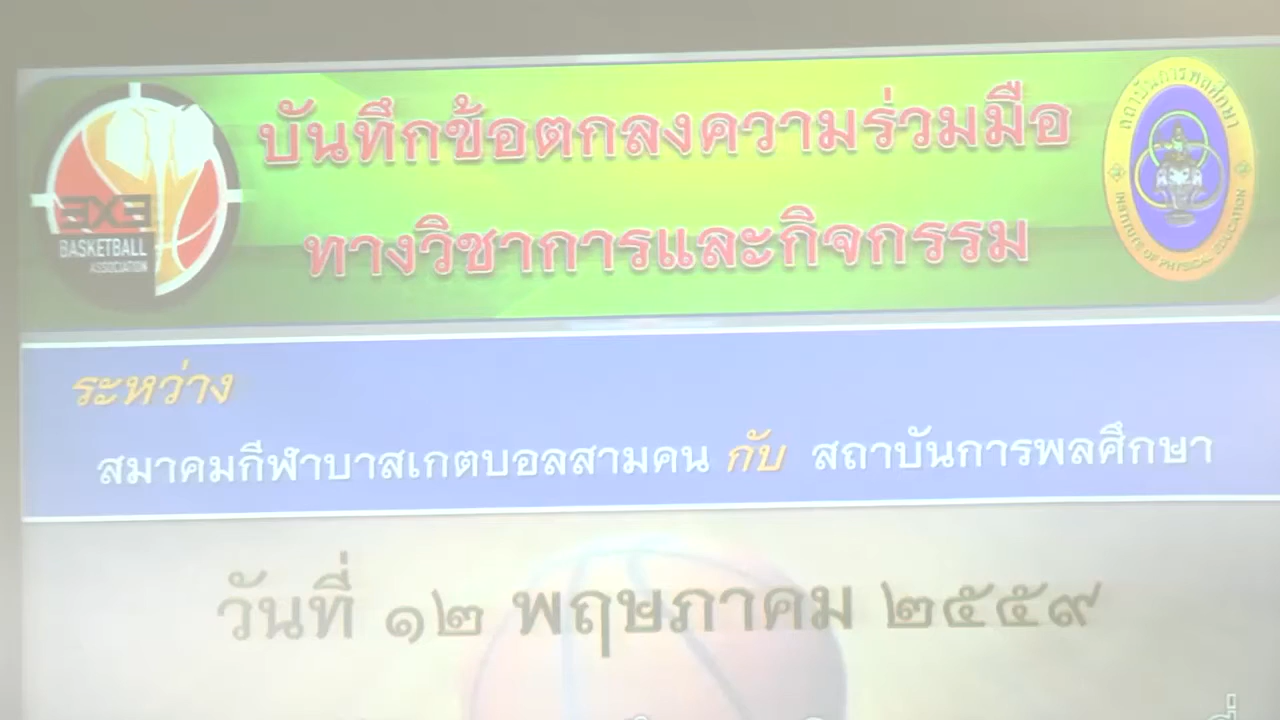 บันทึกข้อตกลงความร่วมมือ
ทางวิชาการและกิจกรรม
3X3
BASKETBALL
ASSOCIATION
สถาบันการพลศึกษา
INSTITUTE OF PHYSICAL EDUCATION
ระหว่าง
สมาคมกีฬาบาสเกตบอลสามคน กับ สถาบันการพลศึกษา
วันที่ ๑๒ พฤษภาคม ๒๕๕๙